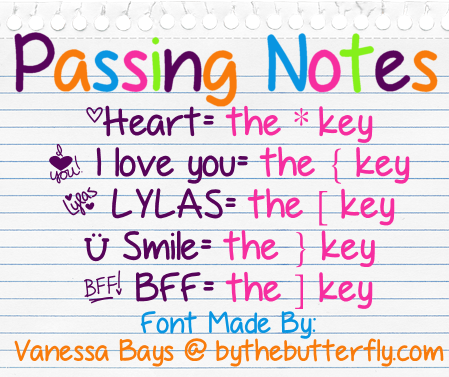 Passing Notes
♡Heart= the * key
I ♥ you! I love you= the { key
Lylas LYLAS= the [ key
Ü Smile= the } key
BFF! BFF= the ] key
Font Made By:
Vanessa Bays @ bythebutterfly.com